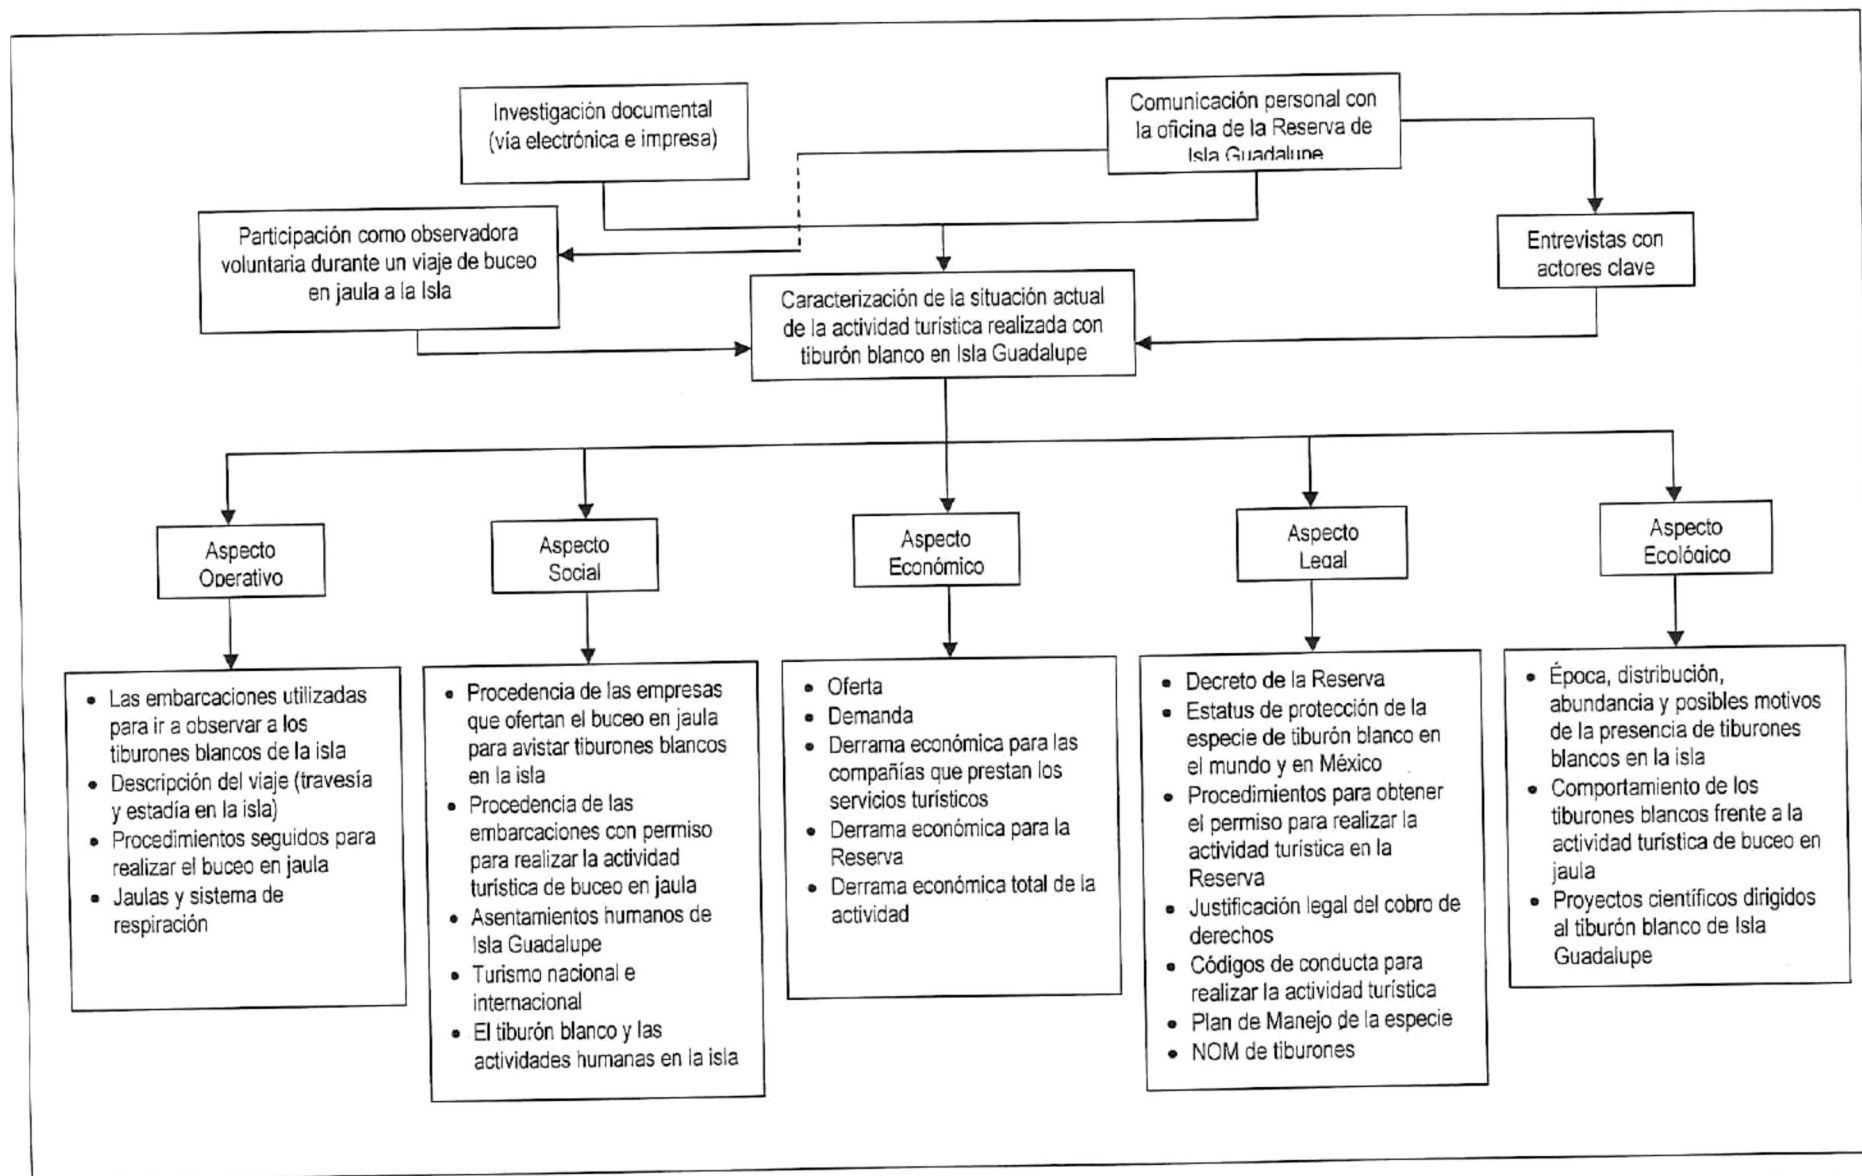 Investigación documental
(vía electrónica e impresa)
Comunicación personal con
la oficina de la Reserva de
Isla Guadalupe
Participación como observadora
voluntaria durante un viaje de buceo
en jaula a la Isla
Entrevistas con
actores clave
Caracterización de la situación actual
de la actividad turística realizada con
tiburón blanco en Isla Guadalupe
Aspecto
Operativo
Aspecto
Social
Aspecto
Económico
Aspecto
Legal
Aspecto
Ecológico
• Las embarcaciones utilizadas
para ir a observar a los
tiburones blancos de la isla
• Descripción del viaje (travesía
y estadía en la isla)
• Procedimientos seguidos para
realizar el buceo en jaula
• Jaulas y sistema de
respiración
• Procedencia de las empresas
que ofertan el buceo en jaula
para avistar tiburones blancos
en la isla
• Procedencia de las
embarcaciones con permiso
para realizar la actividad
turística de buceo en jaula
• Asentamientos humanos de
Isla Guadalupe
• Turismo nacional e
internacional
• El tiburón blanco y las
actividades humanas en la isla
• Oferta
• Demanda
• Derrama económica para las
compañías que prestan los
servicios turísticos
• Derrama económica para la
Reserva
• Derrama económica total de la
actividad
• Decreto de la Reserva
• Estatus de protección de la
especie de tiburón blanco en
el mundo y en México
• Procedimientos para obtener
el permiso para realizar la
actividad turística en la
Reserva
• Justificación legal del cobro de
derechos
• Códigos de conducta para
realizar la actividad turística
• Plan de Manejo de la especie
• NOM de tiburones
• Época, distribución,
abundancia y posibles motivos
de la presencia de tiburones
blancos en la isla
• Comportamiento de los
tiburones blancos frente a la
actividad turística de buceo en
jaula
• Proyectos científicos dirigidos
al tiburón blanco de Isla
Guadalupe